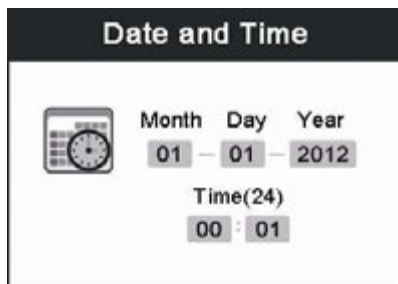 Date and Time
Month Day Year
01 – 01 – 2012
Time(24)
00 : 01